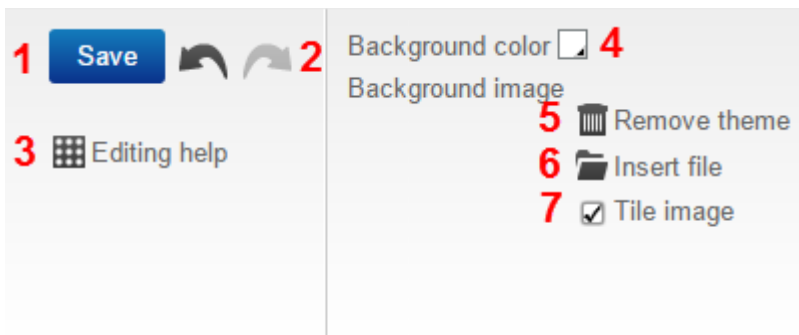 1 Save 2
3 Editing help
Background color 4
Background image
5 Remove theme
6 Insert file
7 Tile image